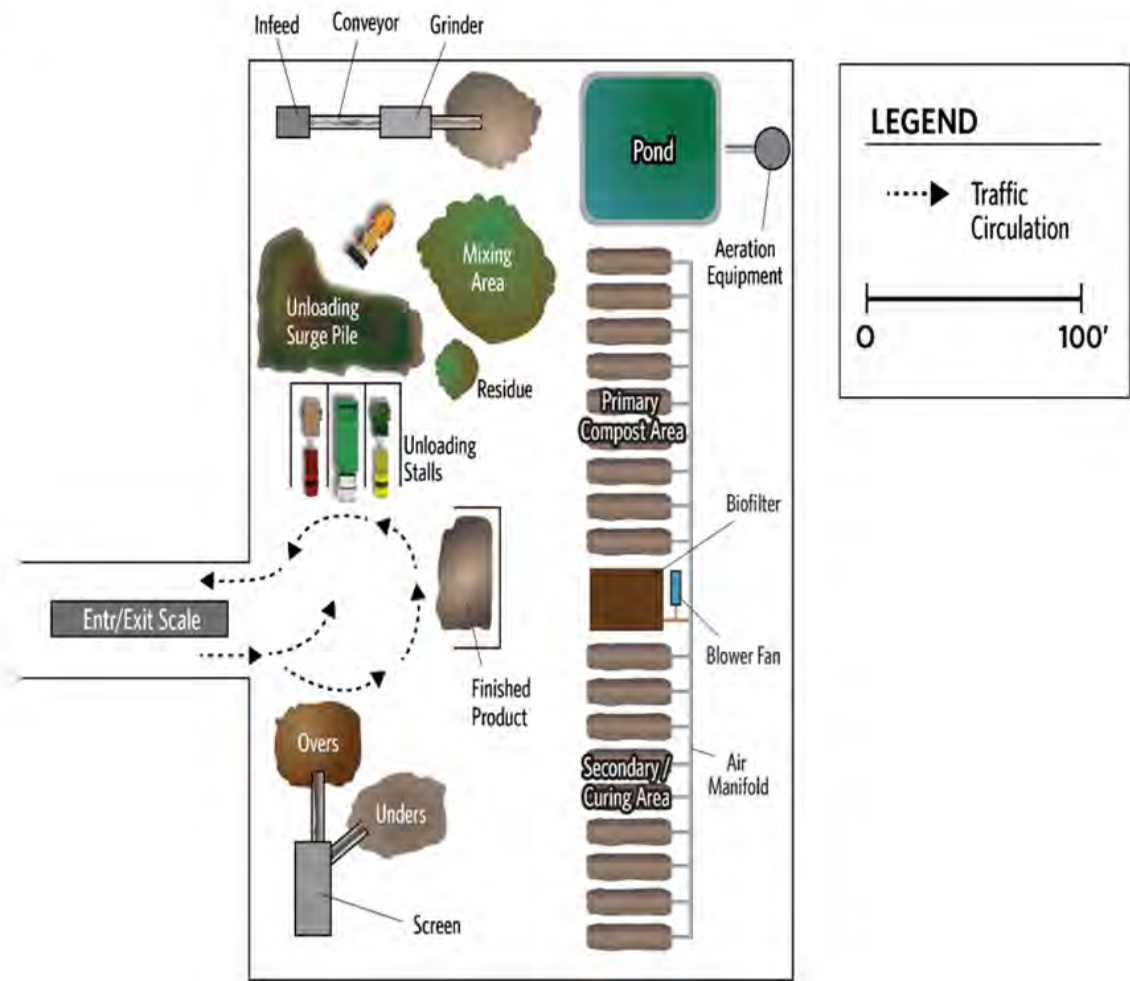 Infeed
Conveyor
Grinder
LEGEND
Traffic
Circulation
0
100'
Pond
Aeration
Equipment
Mixing
Area
Unloading
Surge Pile
Residue
Primary
Compost Area
Unloading
Stalls
Biofilter
Entr/Exit Scale
Blower Fan
Finished
Product
Overs
Secondary /
Curing Area
Air
Manifold
Unders
Screen